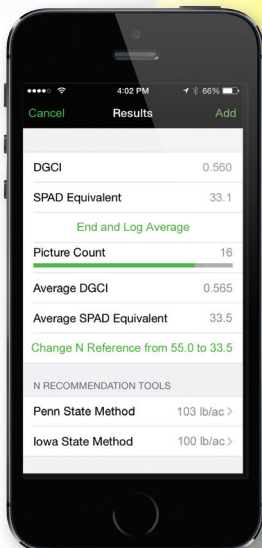 4:02 PM 66%
Cancel Results Add
DGCI 0.560
SPAD Equivalent 33.1
End and Log Average
Picture Count 16
Average DGCI 0.565
Average SPAD Equivalent 33.5
Change N Reference from 55.0 to 33.5
N RECOMMENDATION TOOLS
Penn State Method 103 lb/ac >
Iowa State Method 100 lb/ac >